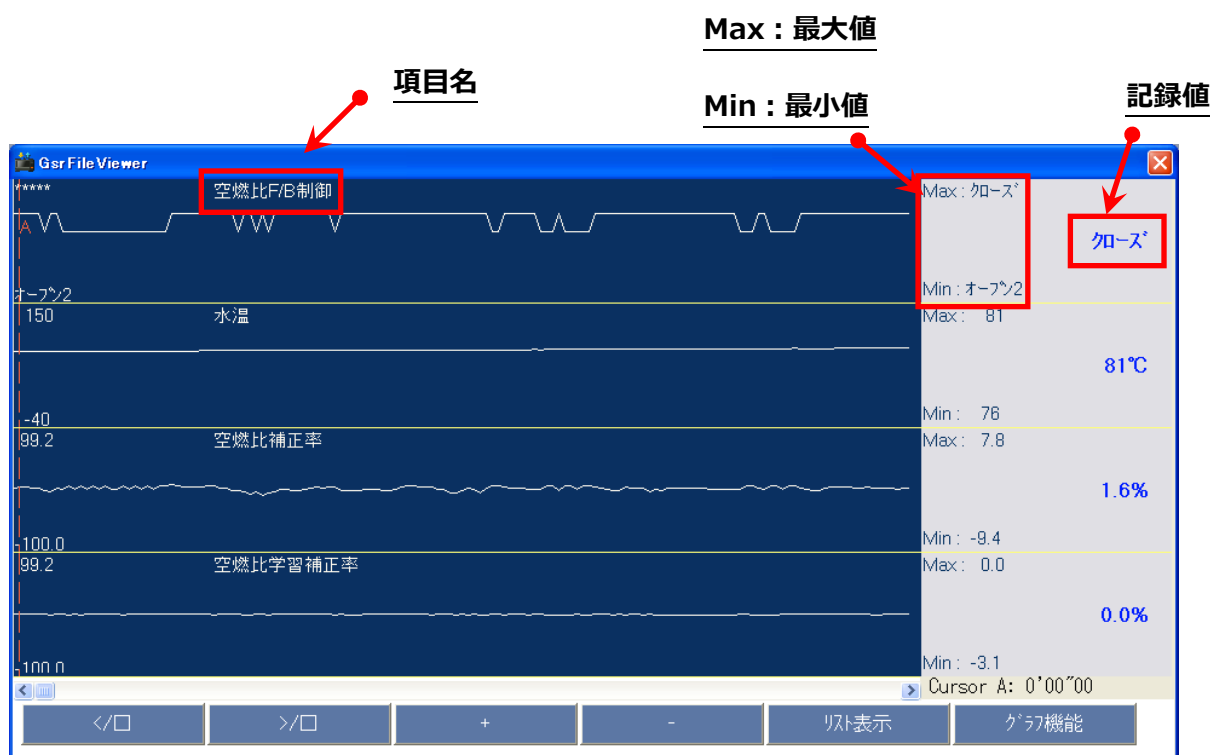 Max：最大値
項目名
Min：最小値
記録値
GsrFileViewer
*****
空燃比F/B制御
Max : ｸﾛｰｽﾞ
A
ｸﾛｰｽﾞ
ｵｰﾌﾟﾝ2
Min : ｵｰﾌﾟﾝ2
150
水温
Max : 81
81℃
-40
Min : 76
99.2
空燃比補正率
Max : 7.8
1.6%
-100.0
Min : -9.4
99.2
空燃比学習補正率
Max : 0.0
0.0%
-100.0
Min : -3.1
Cursor A: 0'00"00
</□
>/□
+
-
ﾘｽﾄ表示
ｸﾞﾗﾌ機能